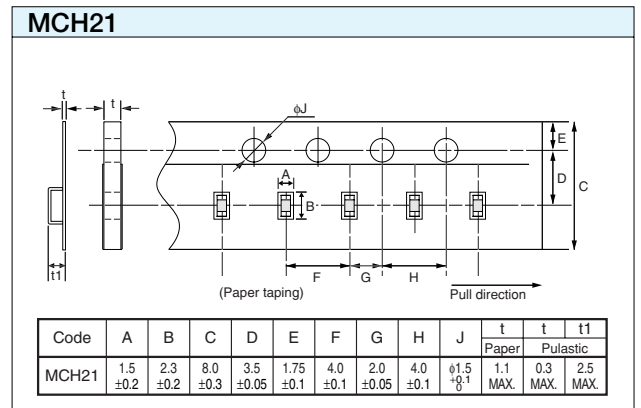 MCH21
t
t
ϕJ
E
A
D
C
B
t1
F
G
H
(Paper taping)
Pull direction
Code A B C D E F G H J t t t1
Paper Pulastic
MCH21 1.5 ±0.2 2.3 ±0.2 8.0 ±0.3 3.5 ±0.05 1.75 ±0.1 4.0 ±0.1 2.0 ±0.05 4.0 ±0.1 ϕ1.5 +0.1 0 1.1 MAX. 0.3 MAX. 2.5 MAX.